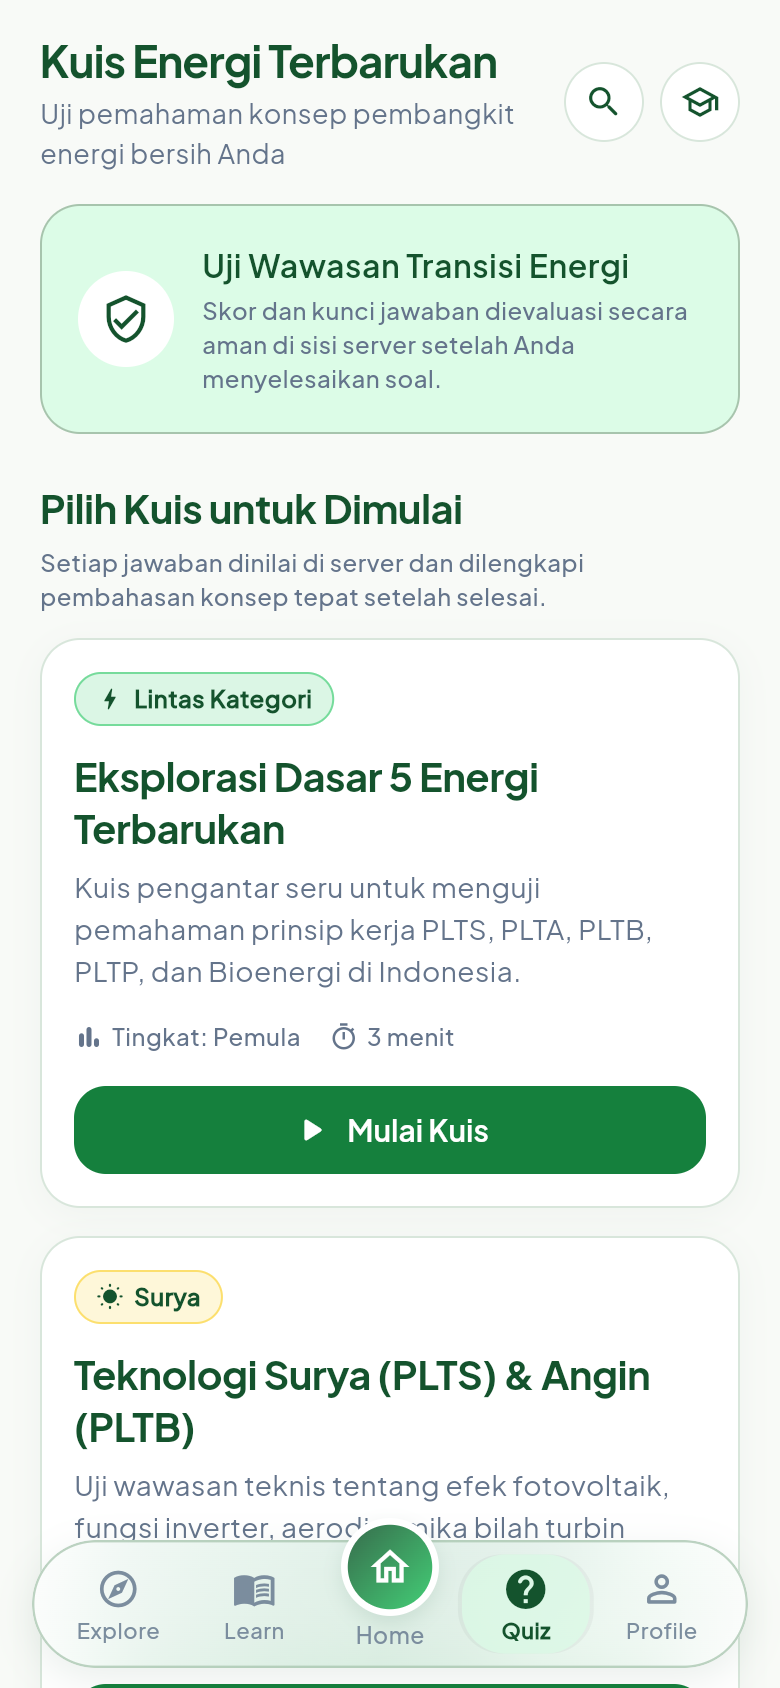 Kuis Energi Terbarukan
Uji pemahaman konsep pembangkit
energi bersih Anda
Uji Wawasan Transisi Energi
Skor dan kunci jawaban dievaluasi secara
aman di sisi server setelah Anda
menyelesaikan soal.
Pilih Kuis untuk Dimulai
Setiap jawaban dinilai di server dan dilengkapi
pembahasan konsep tepat setelah selesai.
Lintas Kategori
Eksplorasi Dasar 5 Energi
Terbarukan
Kuis pengantar seru untuk menguji
pemahaman prinsip kerja PLTS, PLTA, PLTB,
PLTP, dan Bioenergi di Indonesia.
Tingkat: Pemula 3 menit
Mulai Kuis
Surya
Teknologi Surya (PLTS) & Angin
(PLTB)
Uji wawasan teknis tentang efek fotovoltaik,
fungsi inverter, bilah turbin
Explore Learn Home Quiz Profile